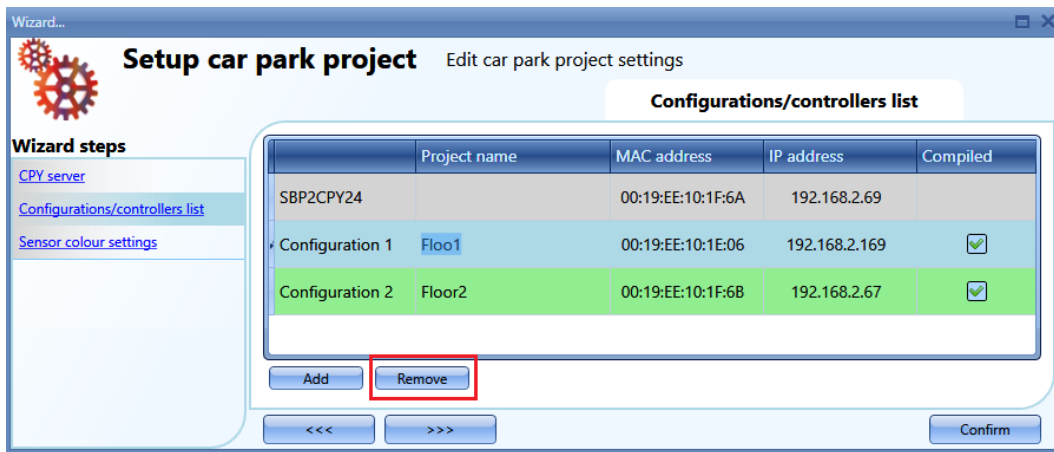 Wizard...
Setup car park project Edit car park project settings
Configurations/controllers list
Wizard steps
CPY server
Configurations/controllers list
Sensor colour settings
Project name MAC address IP address Compiled
SBP2CPY24 00:19:EE:10:1F:6A 192.168.2.69
Configuration 1 Floo1 00:19:EE:10:1E:06 192.168.2.169
Configuration 2 Floor2 00:19:EE:10:1F:6B 192.168.2.67
Add Remove
<<< >>> Confirm